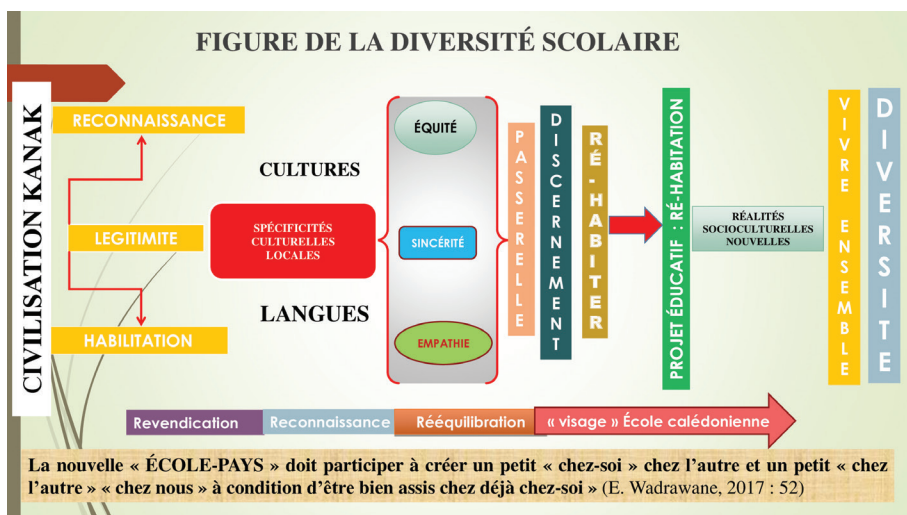 FIGURE DE LA DIVERSITÉ SCOLAIRE
CIVILISATION KANAK
RECONNAISSANCE
LEGITIMITE
HABILITATION
CULTURES
SPÉCIFICITÉS
CULTURELLES
LOCALES
LANGUES
ÉQUITÉ
SINCÉRITÉ
EMPATHIE
PASSERELLE
DISCERNEMENT
RÉ-HABITER
PROJET ÉDUCATIF : RÉ-HABITATION
RÉALITÉS
SOCIOCULTURELLES
NOUVELLES
VIVRE ENSEMBLE
DIVERSITE
Revendication
Reconnaissance
Rééquilibration
« visage » École calédonienne
La nouvelle « ÉCOLE-PAYS » doit participer à créer un petit « chez-soi » chez l’autre et un petit « chez
l’autre » « chez nous » à condition d’être bien assis chez déjà chez-soi » (E. Wadrawane, 2017 : 52)